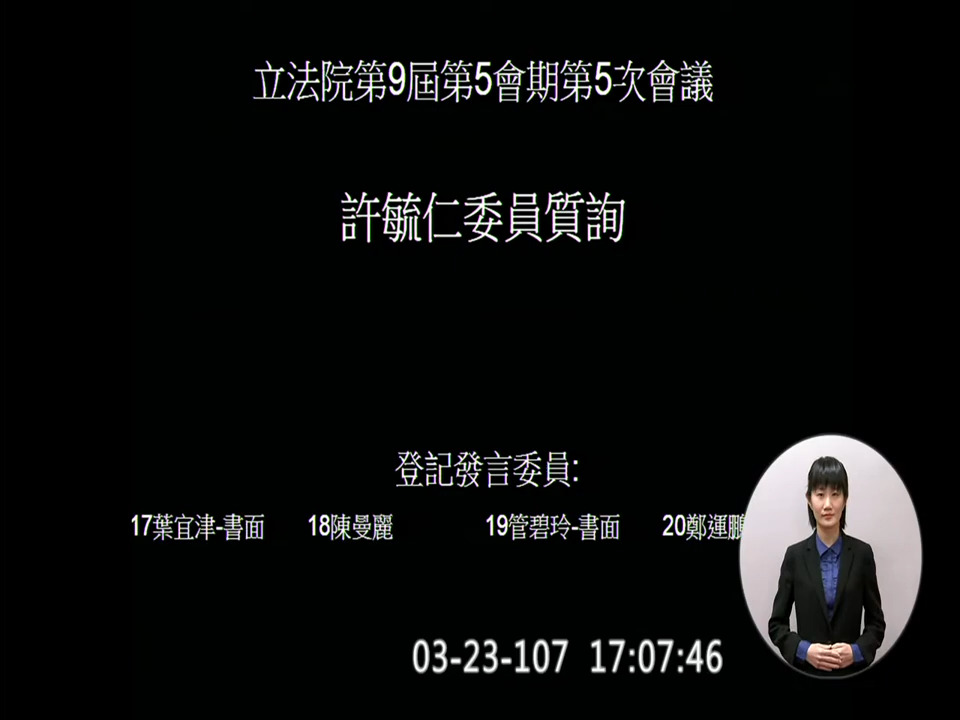 立法院第9屆第5會期第5次會議
許毓仁委員質詢
登記發言委員:
17葉宜津-書面 18陳曼麗 19管碧玲-書面 20鄭運鵬
03-23-107 17:07:46